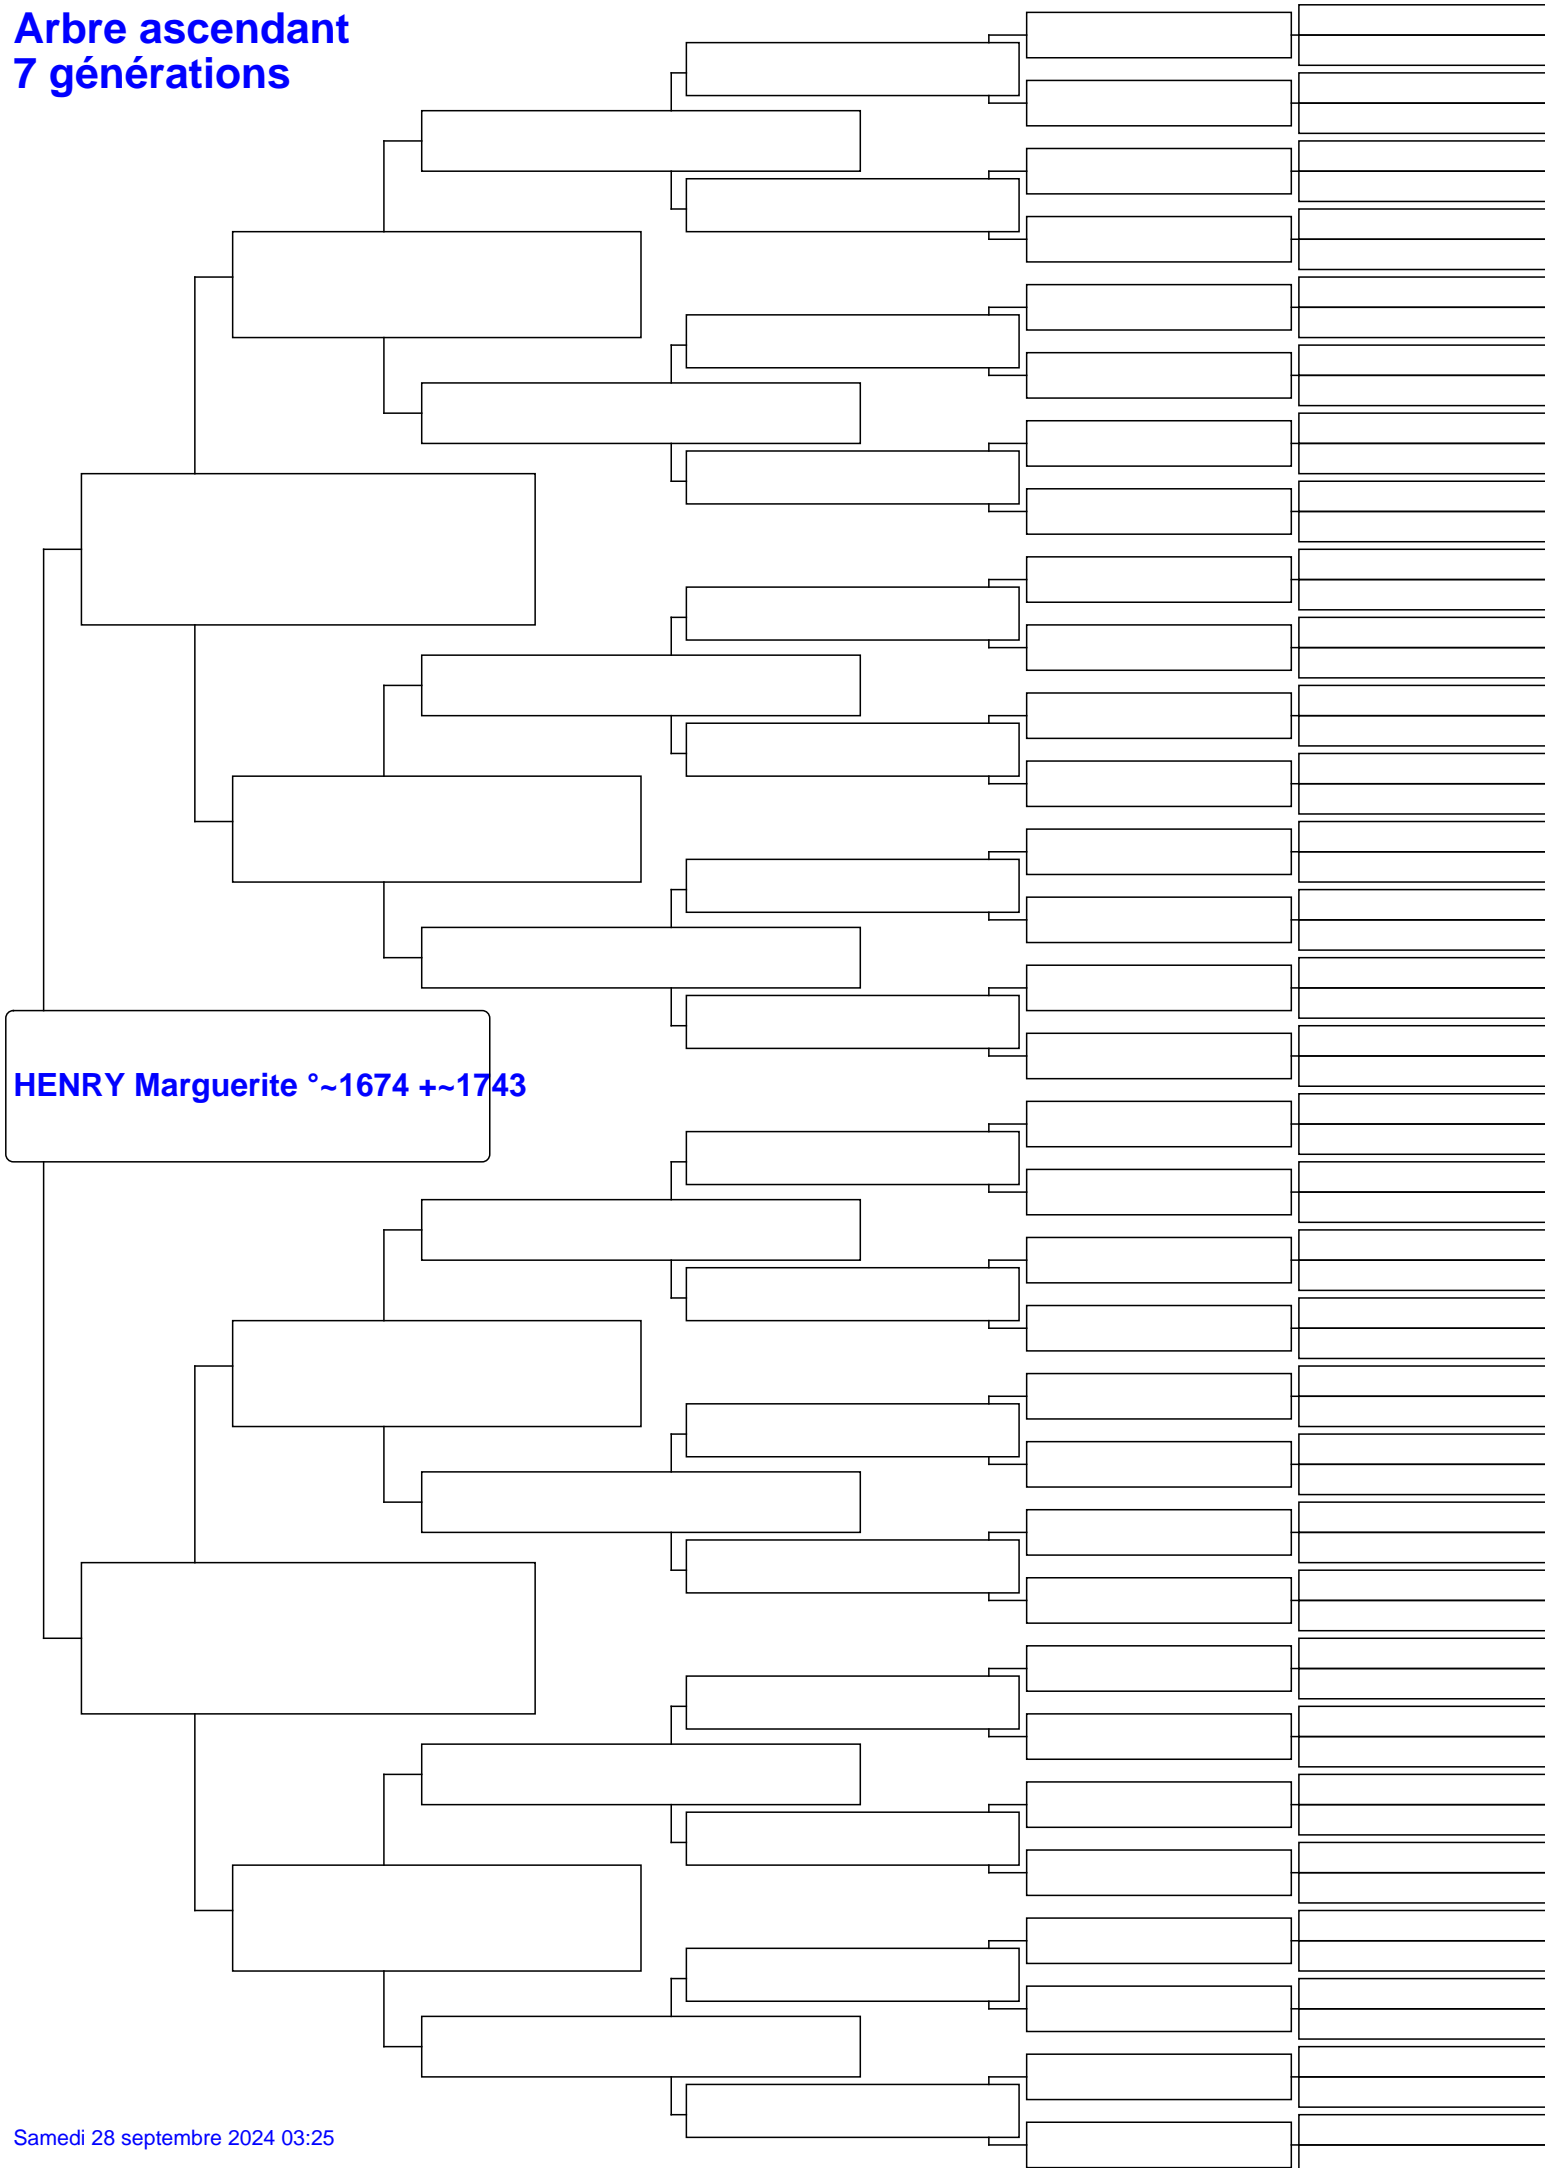 Arbre ascendant
7 générations
HENRY Marguerite °~1674 +~1743
Samedi 28 septembre 2024 03:25